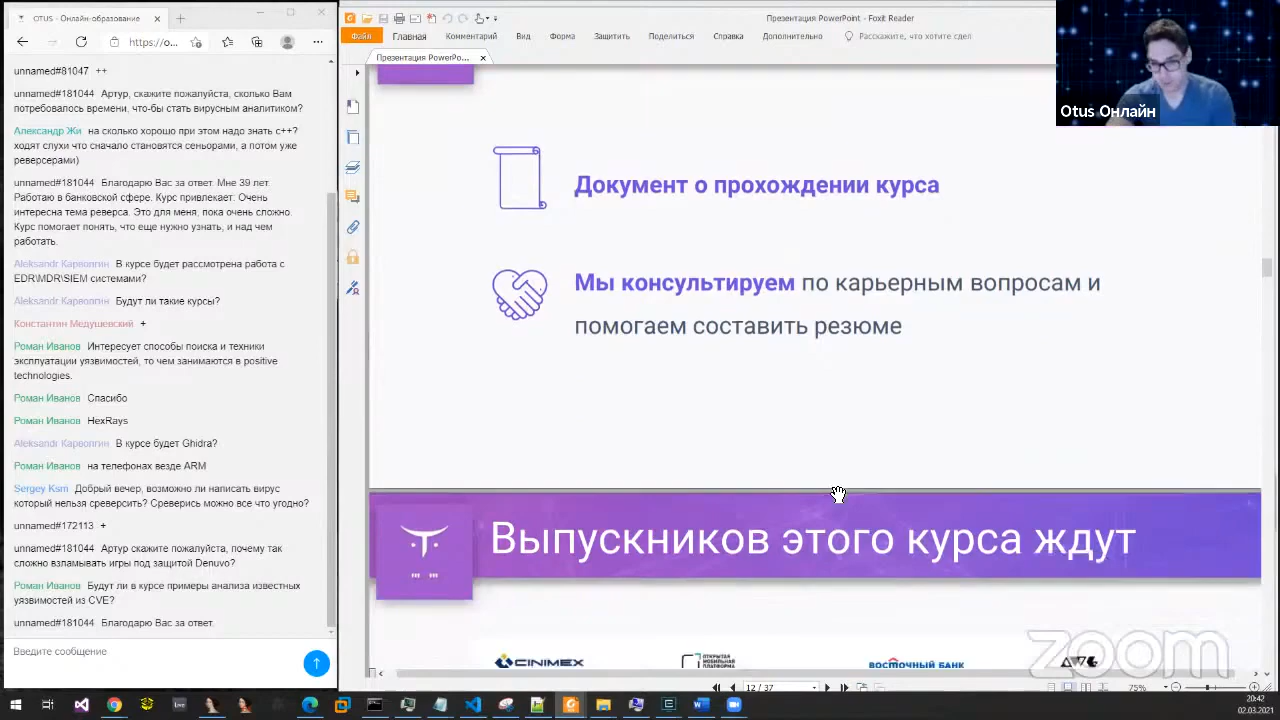 OTUS - Онлайн-образование
https://o...
unnamed#81047 ++
unnamed#181044 Артур, скажите пожалуйста, сколько Вам
потребовалось времени, что-бы стать вирусным аналитиком?
Александр Жи на сколько хорошо при этом надо знать с++?
ходят слухи что сначало становятся сеньорами, а потом уже
реверсерами)
unnamed#181044 Благодарю Вас за ответ. Мне 39 лет.
Работаю в банковской сфере. Курс привлекает. Очень
интересна тема реверса. Это для меня, пока очень сложно.
Курс помогает понять, что еще нужно узнать, и над чем
работать.
Aleksandr Карволгин В курсе будет рассмотрена работа с
EDR\MDR\SIEM системами?
Aleksandr Карволгин Будут ли такие курсы?
Константин Медушевский +
Роман Иванов Интересует способы поиска и техники
эксплуатации уязвимостей, то чем занимаются в positive
technologies.
Роман Иванов Спасибо
Роман Иванов HexRays
Aleksandr Карволгин В курсе будет Ghidra?
Роман Иванов на телефонах везде ARM
Sergey Ksm Добрый вечер, возможно ли написать вирус
который нельзя среверсить? Среверись можно все что угодно?
unnamed#172113 +
unnamed#181044 Артур скажите пожалуйста, почему так
сложно взламывать игры под защитой Denuvo?
Роман Иванов Будут ли в курсе примеры анализа известных
уязвимостей из CVE?
unnamed#181044 Благодарю Вас за ответ.
Введите сообщение
Презентация PowerPoint - Foxit Reader
Файл Главная Комментарий Вид Форма Защитить Поделиться Справка Дополнительно Расскажите, что хотите сдел
Презентация PowerPo...
Otus Онлайн
Документ о прохождении курса
Мы консультируем по карьерным вопросам и
помогаем составить резюме
Выпускников этого курса ждут
CINIMEX
ОТКРЫТАЯ
МОБИЛЬНАЯ
ПЛАТФОРМА
ВОСТОЧНЫЙ БАНК
zoom
12 / 37
75%
20:42
02.03.2021